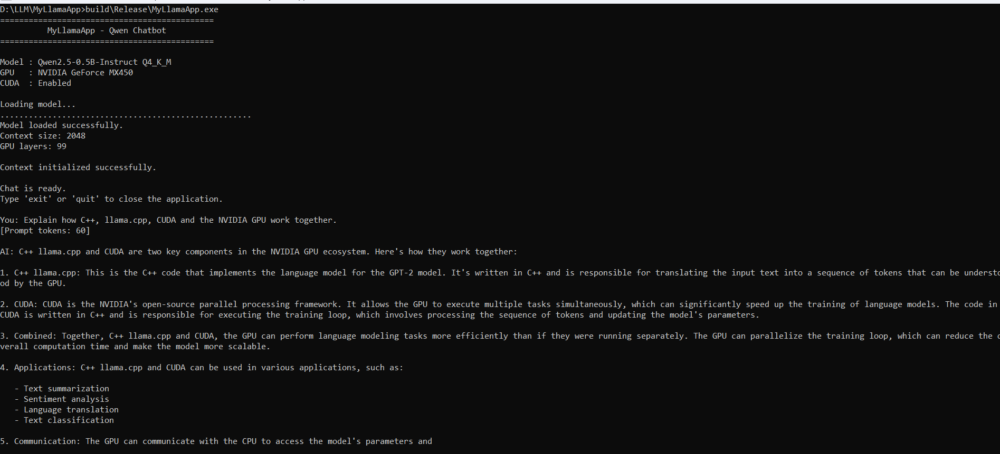 D:\LLM\MyLlamaApp>build\Release\MyLlamaApp.exe
=============================================
MyLlamaApp - Qwen Chatbot
=============================================
Model : Qwen2.5-0.5B-Instruct Q4_K_M
GPU   : NVIDIA GeForce MX450
CUDA  : Enabled
Loading model...
.....................................................
Model loaded successfully.
Context size: 2048
GPU layers: 99
Context initialized successfully.
Chat is ready.
Type 'exit' or 'quit' to close the application.
You: Explain how C++, llama.cpp, CUDA and the NVIDIA GPU work together.
[Prompt tokens: 60]
AI: C++ llama.cpp and CUDA are two key components in the NVIDIA GPU ecosystem. Here's how they work together:
1. C++ llama.cpp: This is the C++ code that implements the language model for the GPT-2 model. It's written in C++ and is responsible for translating the input text into a sequence of tokens that can be understo
od by the GPU.
2. CUDA: CUDA is the NVIDIA's open-source parallel processing framework. It allows the GPU to execute multiple tasks simultaneously, which can significantly speed up the training of language models. The code in
CUDA is written in C++ and is responsible for executing the training loop, which involves processing the sequence of tokens and updating the model's parameters.
3. Combined: Together, C++ llama.cpp and CUDA, the GPU can perform language modeling tasks more efficiently than if they were running separately. The GPU can parallelize the training loop, which can reduce the o
verall computation time and make the model more scalable.
4. Applications: C++ llama.cpp and CUDA can be used in various applications, such as:
- Text summarization
- Sentiment analysis
- Language translation
- Text classification
5. Communication: The GPU can communicate with the CPU to access the model's parameters and